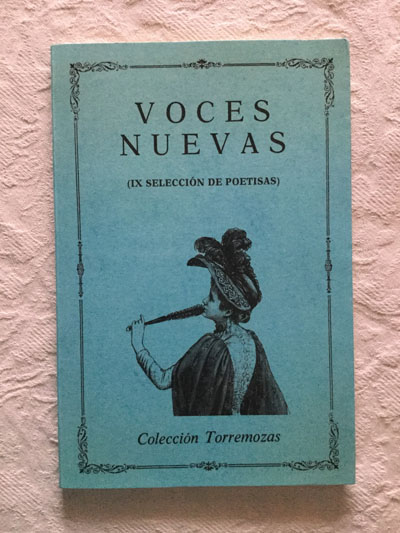 VOCES
NUEVAS
(IX SELECCIÓN DE POETISAS)
Colección Torremozas